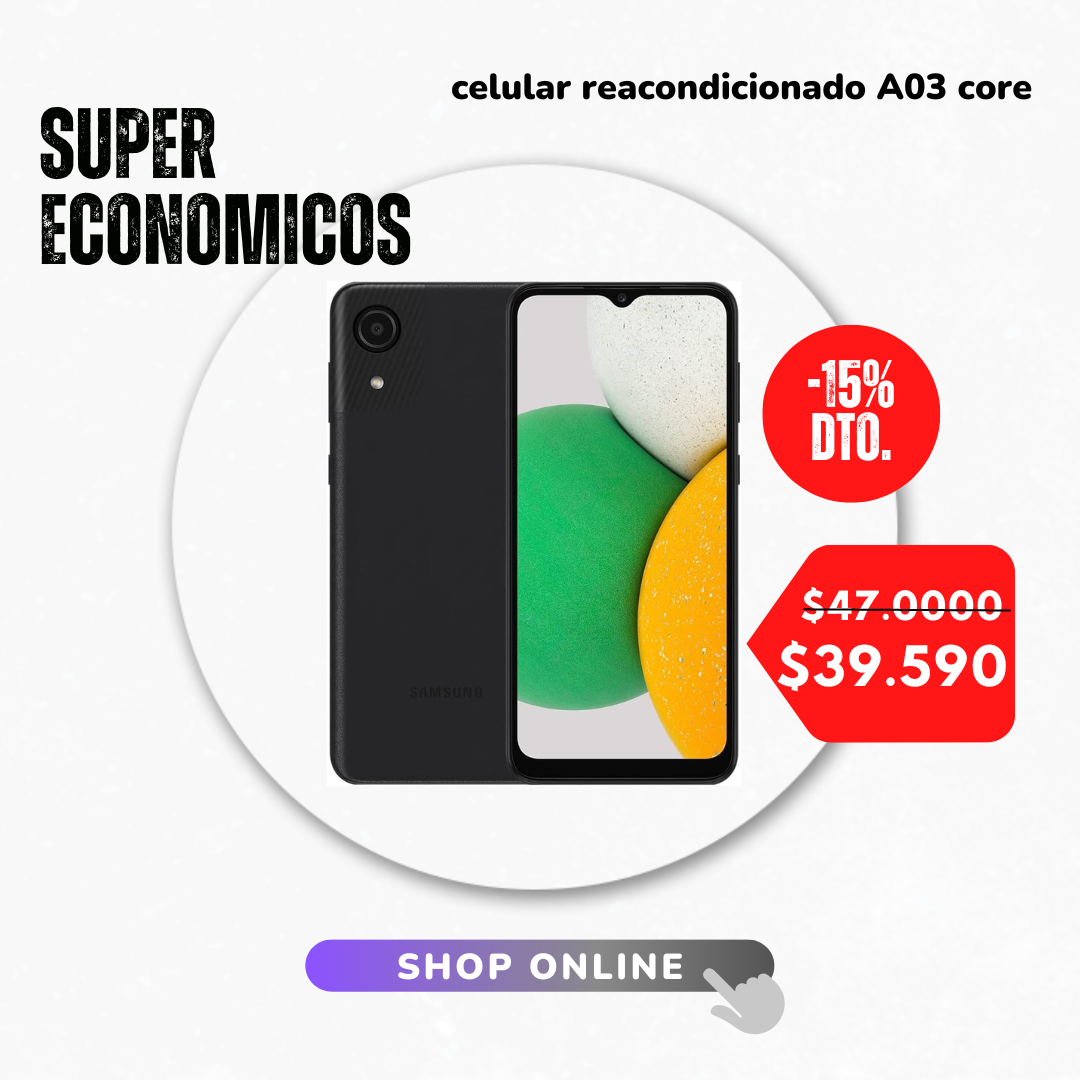 celular reacondicionado A03 core
SUPER
ECONOMICOS
-15%
DTO.
$47.0000
$39.590
SAMSUNG
SHOP ONLINE